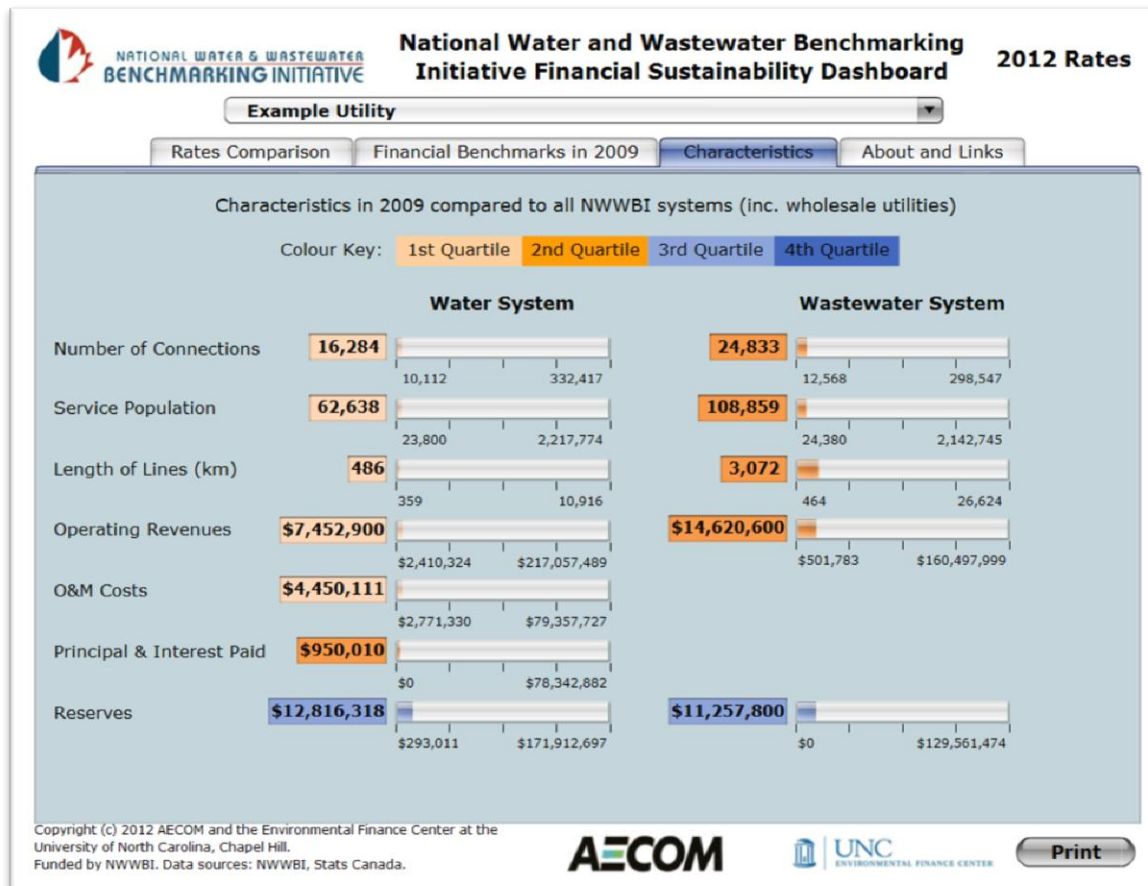 NATIONAL WATER & WASTEWATER
BENCHMARKING INITIATIVE
National Water and Wastewater Benchmarking
Initiative Financial Sustainability Dashboard
2012 Rates
Example Utility
Rates Comparison Financial Benchmarks in 2009 Characteristics About and Links
Characteristics in 2009 compared to all NWWBI systems (inc. wholesale utilities)
Colour Key: 1st Quartile 2nd Quartile 3rd Quartile 4th Quartile
Water System Wastewater System
Number of Connections 16,284 24,833
10,112 332,417 12,568 298,547
Service Population 62,638 108,859
23,800 2,217,774 24,380 2,142,745
Length of Lines (km) 486 3,072
359 10,916 464 26,624
Operating Revenues $7,452,900 $14,620,600
$2,410,324 $217,057,489 $501,783 $160,497,999
O&M Costs $4,450,111
$2,771,330 $79,357,727
Principal & Interest Paid $950,010
$0 $78,342,882
Reserves $12,816,318 $11,257,800
$293,011 $171,912,697 $0 $129,561,474
Copyright (c) 2012 AECOM and the Environmental Finance Center at the
University of North Carolina, Chapel Hill.
Funded by NWWBI. Data sources: NWWBI, Stats Canada.
AECOM
UNC
ENVIRONMENTAL FINANCE CENTER
Print